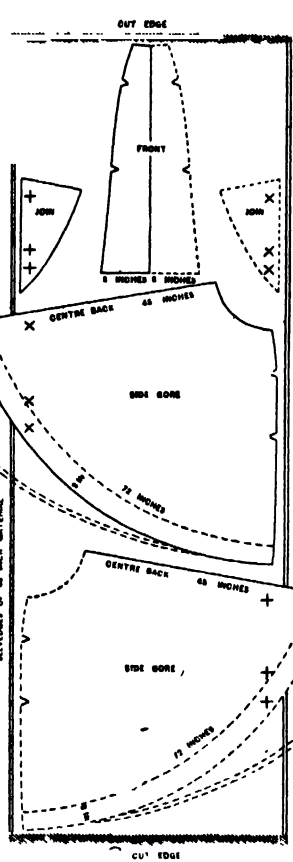 CUT EDGE
FRONT
JOIN
JOIN
6 INCHES 6 INCHES
CENTRE BACK 45 INCHES
SIDE GORE
72 INCHES
CENTRE BACK 45 INCHES
SIDE GORE
72 INCHES
CUT EDGE